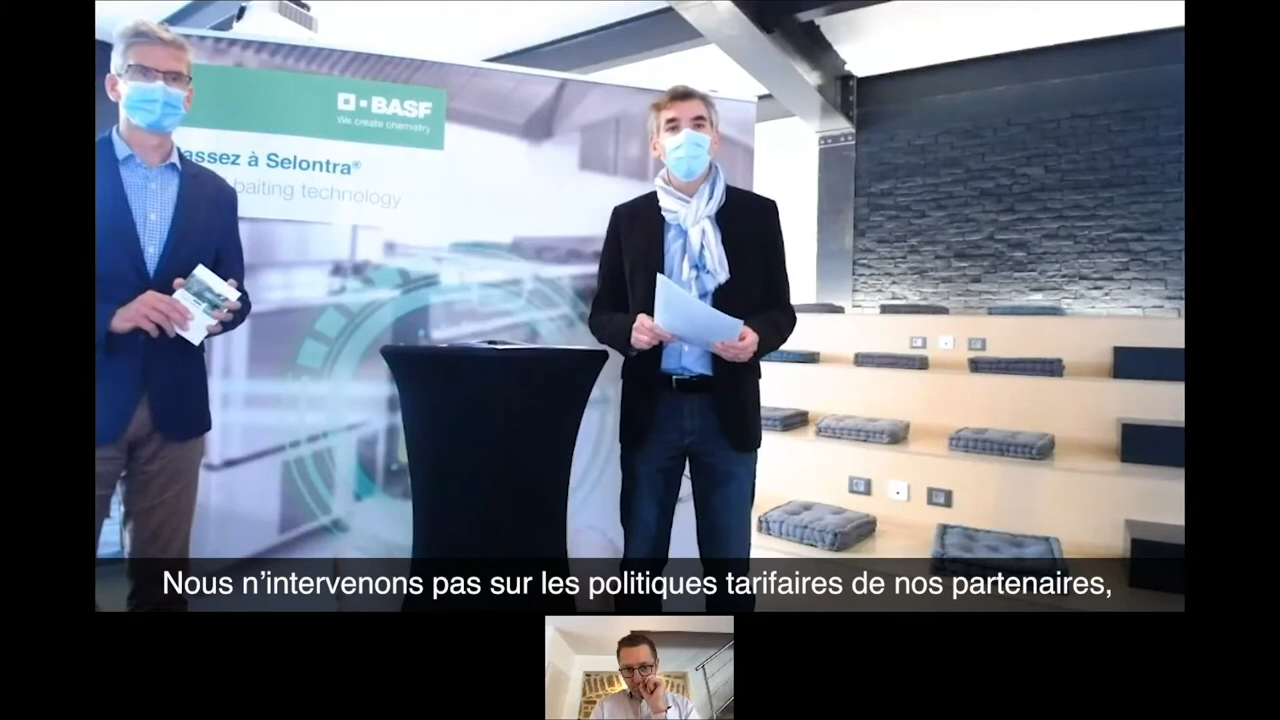 BASF
We create chemistry
assez à Selontra®
baiting technology
Nous n'intervenons pas sur les politiques tarifaires de nos partenaires,